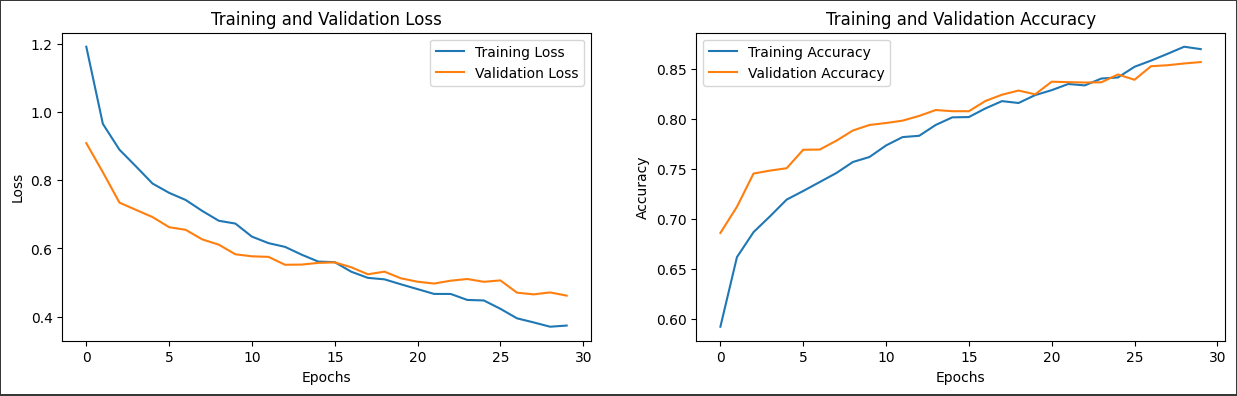 Training and Validation Loss
Training Loss
Validation Loss
1.2
1.0
0.8
0.6
0.4
Loss
0 5 10 15 20 25 30
Epochs
Training and Validation Accuracy
Training Accuracy
Validation Accuracy
0.85
0.80
0.75
0.70
0.65
0.60
Accuracy
0 5 10 15 20 25 30
Epochs